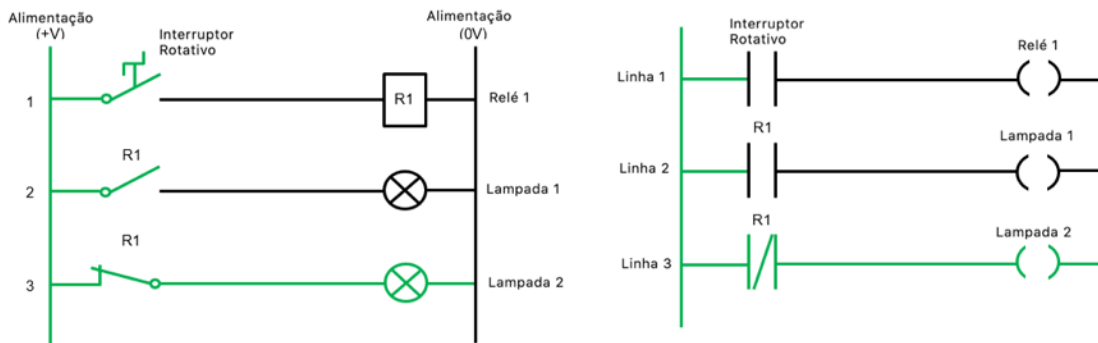 Alimentação
(+V)
Alimentação
(0V)
Interruptor
Rotativo
1
R1
Relé 1
R1
2
Lampada 1
R1
3
Lampada 2
Interruptor
Rotativo
Relé 1
Linha 1
R1
Lampada 1
Linha 2
R1
Lampada 2
Linha 3